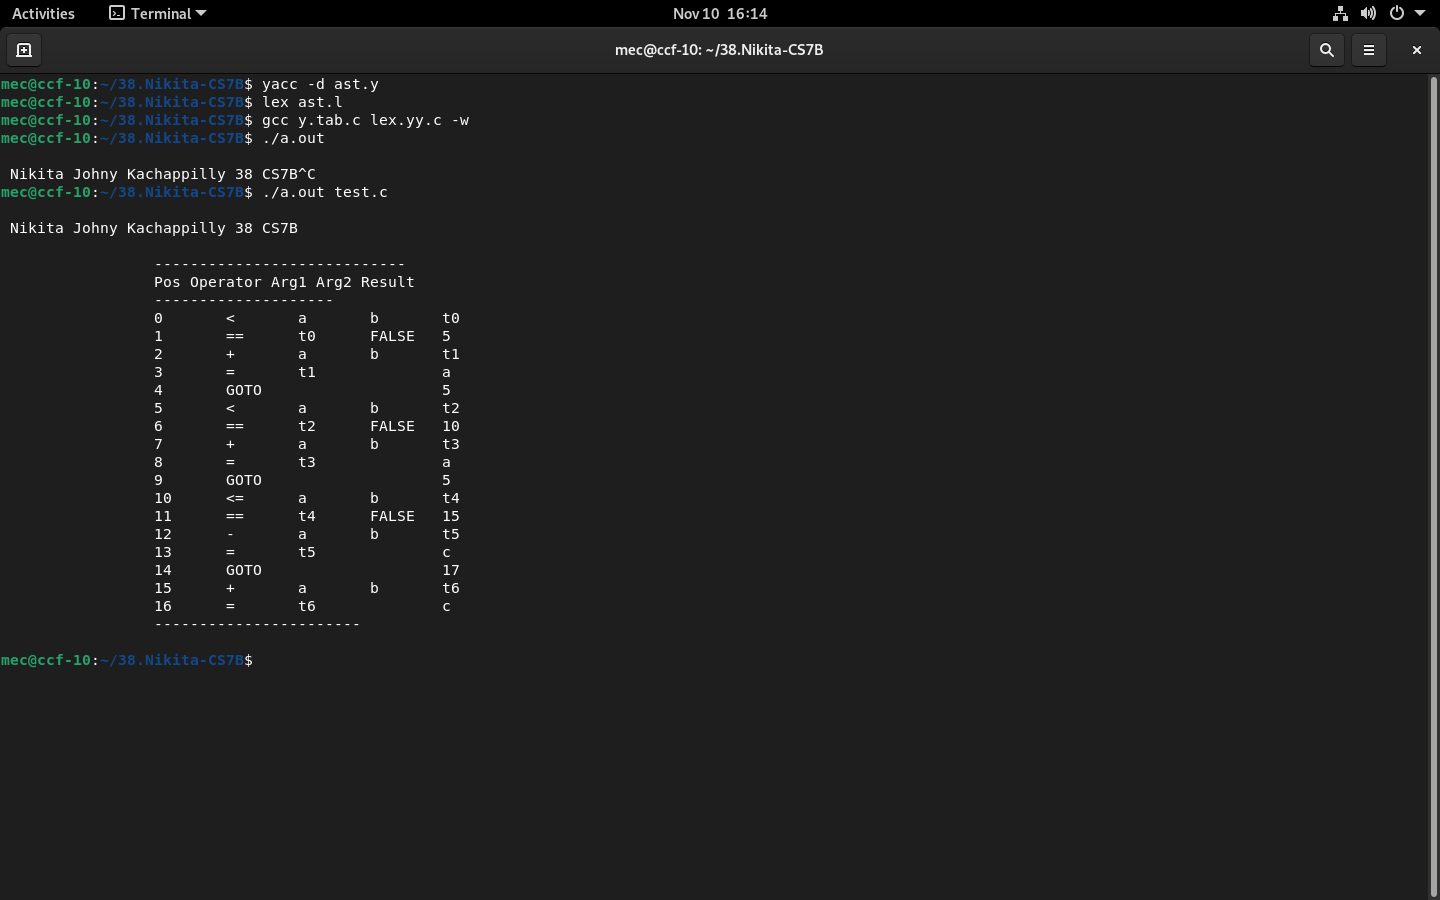 Activities Terminal Nov 10 16:14
mec@ccf-10: ~/38.Nikita-CS7B
mec@ccf-10:~/38.Nikita-CS7B$ yacc -d ast.y
mec@ccf-10:~/38.Nikita-CS7B$ lex ast.l
mec@ccf-10:~/38.Nikita-CS7B$ gcc y.tab.c lex.yy.c -w
mec@ccf-10:~/38.Nikita-CS7B$ ./a.out
Nikita Johny Kachappilly 38 CS7B^C
mec@ccf-10:~/38.Nikita-CS7B$ ./a.out test.c
Nikita Johny Kachappilly 38 CS7B
----------------------------
Pos Operator Arg1 Arg2 Result
--------------------
0 < a b t0
1 == t0 FALSE 5
2 + a b t1
3 = t1 a
4 GOTO 5
5 < a b t2
6 == t2 FALSE 10
7 + a b t3
8 = t3 a
9 GOTO 5
10 <= a b t4
11 == t4 FALSE 15
12 - a b t5
13 = t5 c
14 GOTO 17
15 + a b t6
16 = t6 c
-----------------------
mec@ccf-10:~/38.Nikita-CS7B$